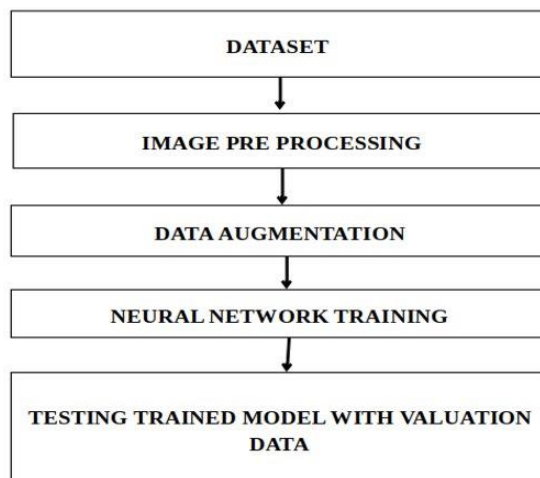 DATASET
IMAGE PRE PROCESSING
DATA AUGMENTATION
NEURAL NETWORK TRAINING
TESTING TRAINED MODEL WITH VALUATION
DATA